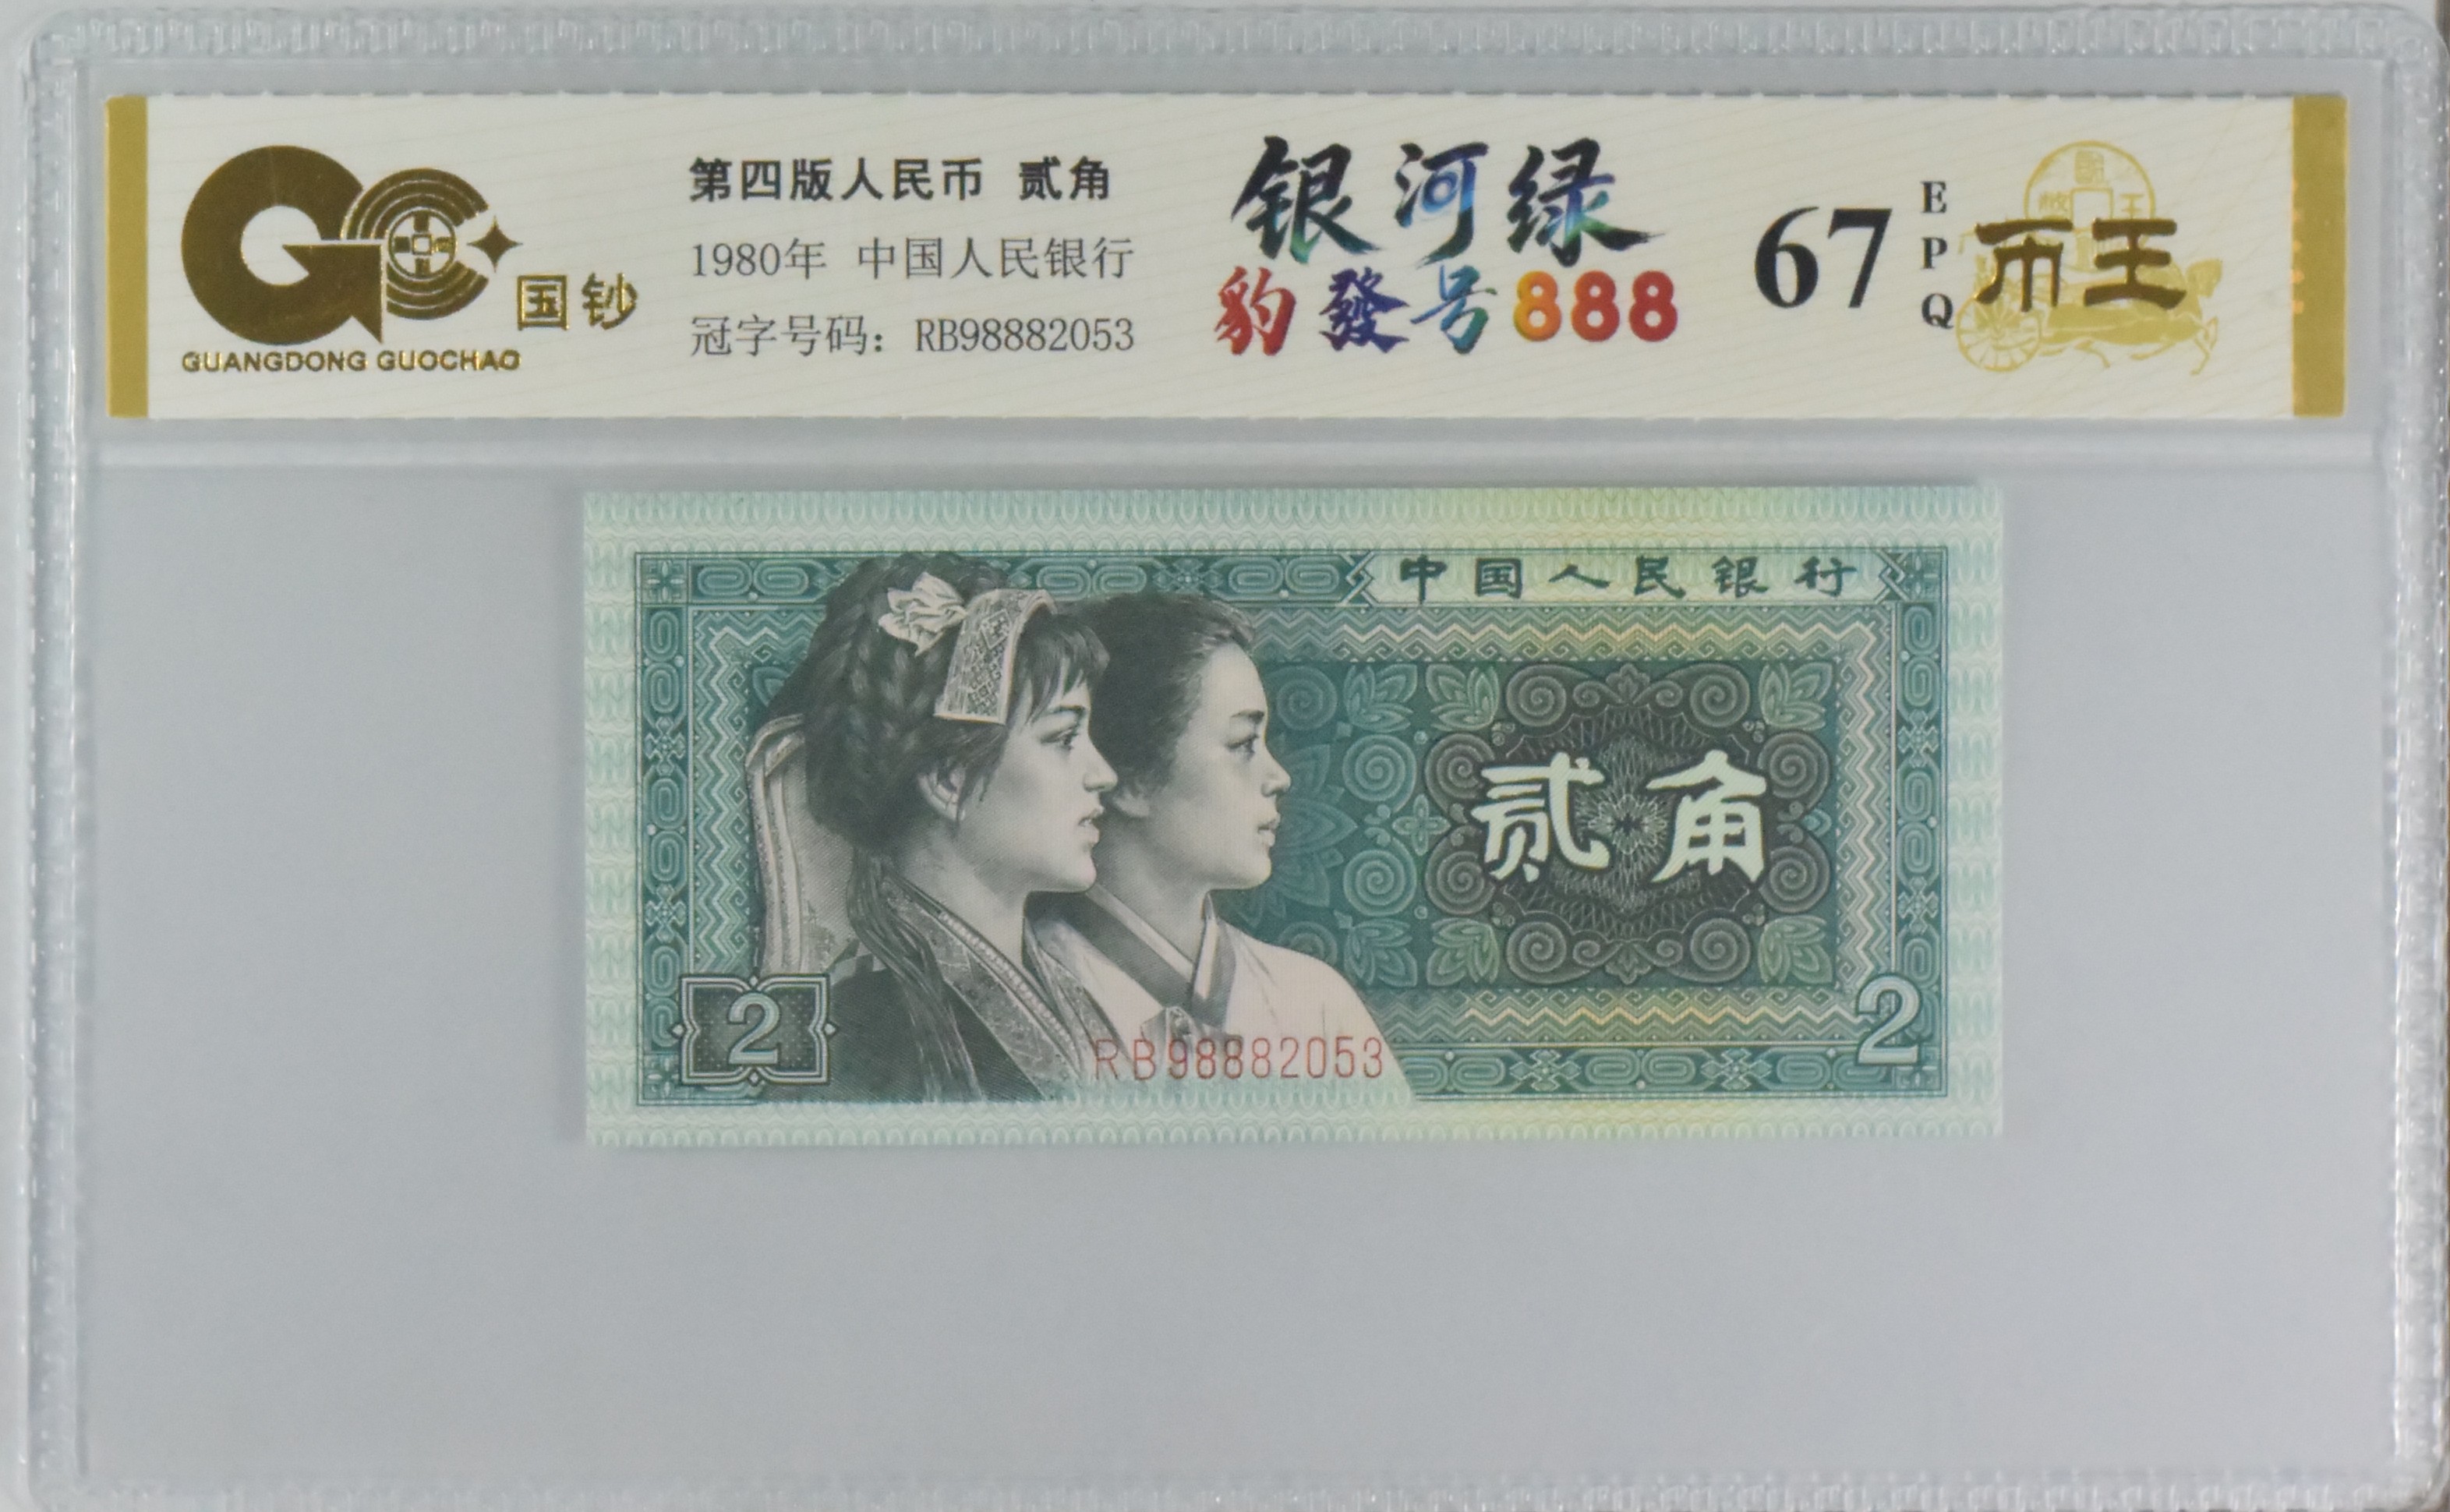 国钞
GUANGDONG GUOCHAO
第四版人民币 贰角
1980年 中国人民银行
冠字号码: RB98882053
银河绿
豹發号888
67
EPQ
币王
中国人民银行
贰角
2
2
RB98882053